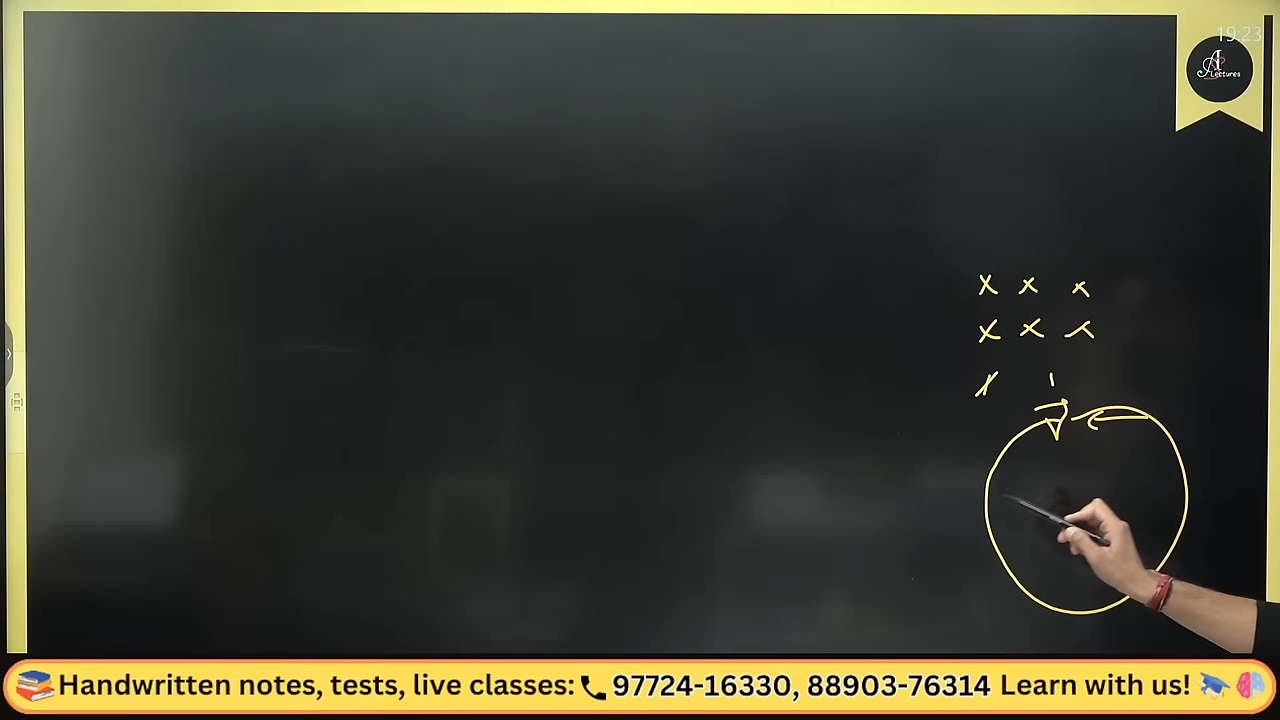 19:23
A
Lectures
x x x
x x
📚Handwritten notes, tests, live classes:📞97724-16330, 88903-76314 Learn with us!🎓🧠